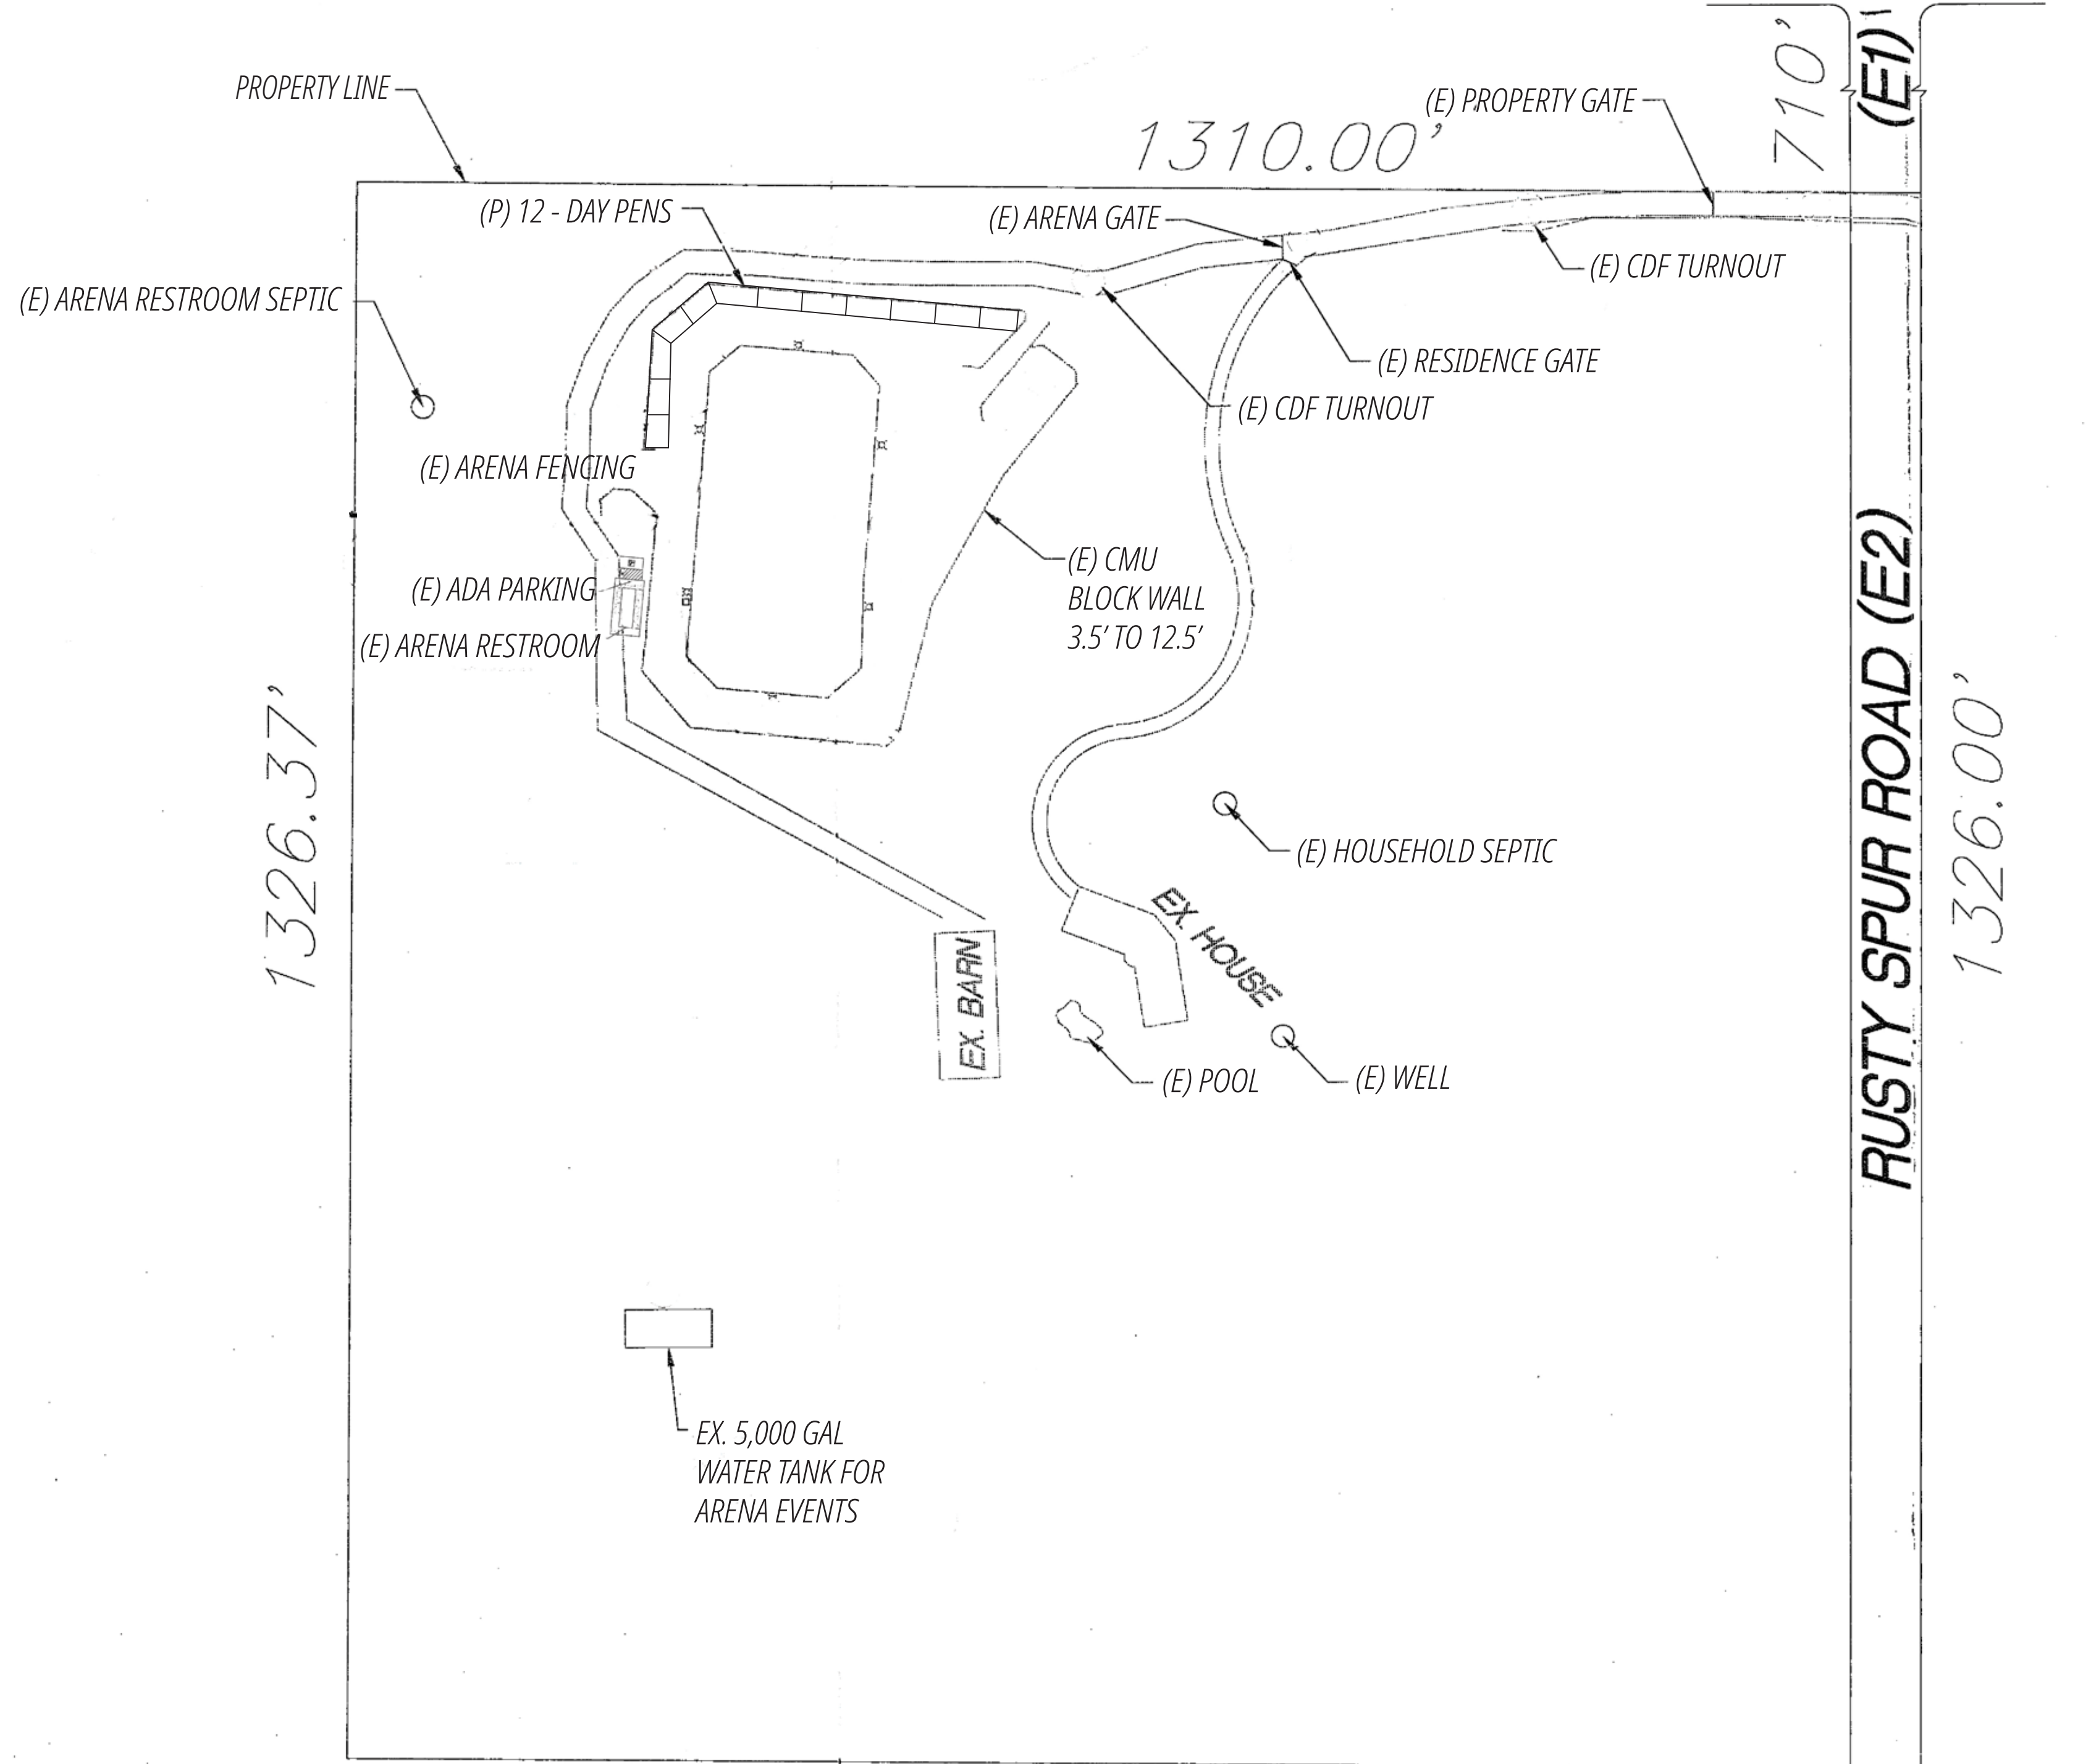 710'
(E1)
PROPERTY LINE
(E) PROPERTY GATE
1310.00'
(P) 12 - DAY PENS
(E) ARENA GATE
(E) CDF TURNOUT
(E) ARENA RESTROOM SEPTIC
(E) RESIDENCE GATE
(E) CDF TURNOUT
(E) ARENA FENCING
(E) CMU
BLOCK WALL
3.5' TO 12.5'
(E) ADA PARKING
(E) ARENA RESTROOM
1326.37'
RUSTY SPUR ROAD (E2)
1326.00'
(E) HOUSEHOLD SEPTIC
EX. HOUSE
EX. BARN
(E) POOL
(E) WELL
EX. 5,000 GAL
WATER TANK FOR
ARENA EVENTS